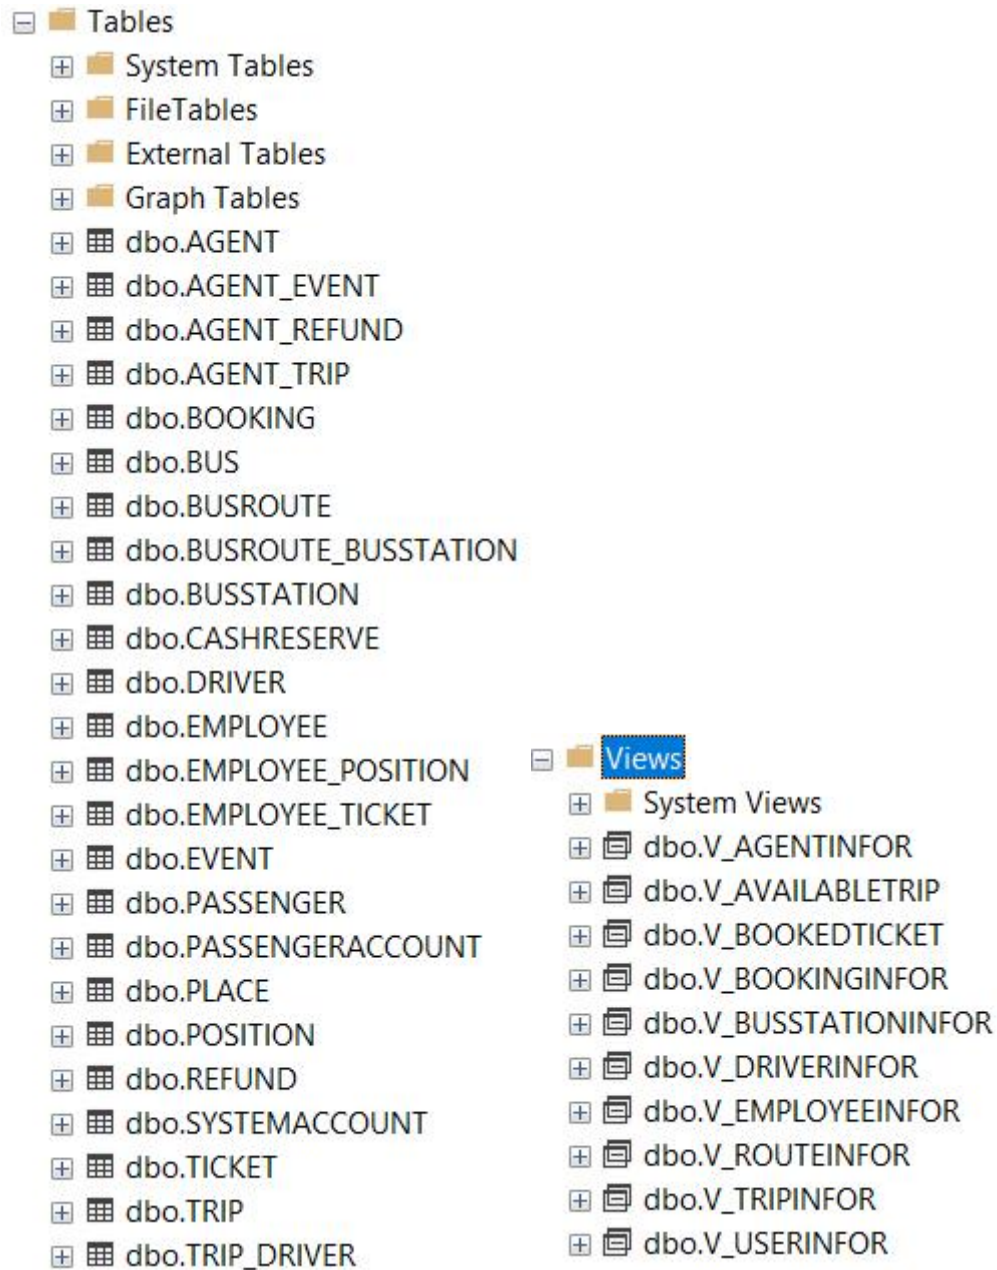 Tables
System Tables
FileTables
External Tables
Graph Tables
dbo.AGENT
dbo.AGENT_EVENT
dbo.AGENT_REFUND
dbo.AGENT_TRIP
dbo.BOOKING
dbo.BUS
dbo.BUSROUTE
dbo.BUSROUTE_BUSSTATION
dbo.BUSSTATION
dbo.CASHRESERVE
dbo.DRIVER
dbo.EMPLOYEE
dbo.EMPLOYEE_POSITION
dbo.EMPLOYEE_TICKET
dbo.EVENT
dbo.PASSENGER
dbo.PASSENGERACCOUNT
dbo.PLACE
dbo.POSITION
dbo.REFUND
dbo.SYSTEMACCOUNT
dbo.TICKET
dbo.TRIP
dbo.TRIP_DRIVER
Views
System Views
dbo.V_AGENTINFOR
dbo.V_AVAILABLETRIP
dbo.V_BOOKEDTICKET
dbo.V_BOOKINGINFOR
dbo.V_BUSSTATIONINFOR
dbo.V_DRIVERINFOR
dbo.V_EMPLOYEEINFOR
dbo.V_ROUTEINFOR
dbo.V_TRIPINFOR
dbo.V_USERINFOR